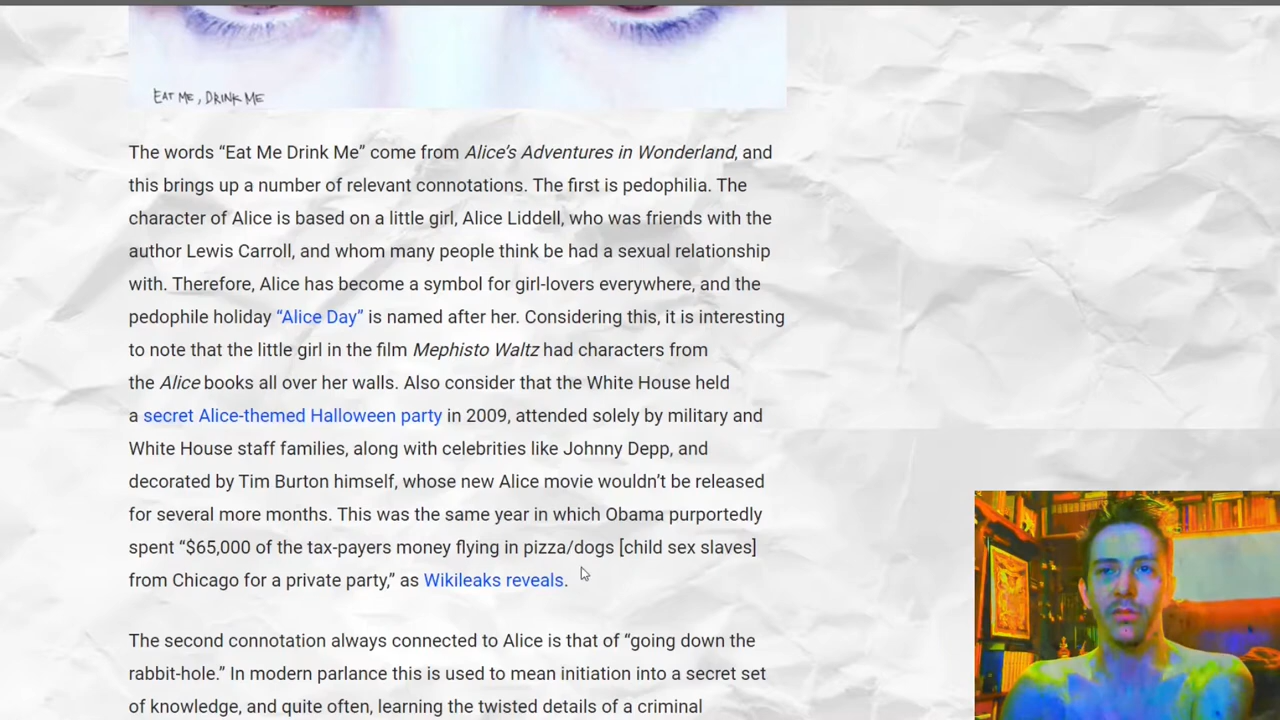 EAT ME, DRINK ME
The words “Eat Me Drink Me” come from Alice’s Adventures in Wonderland, and
this brings up a number of relevant connotations. The first is pedophilia. The
character of Alice is based on a little girl, Alice Liddell, who was friends with the
author Lewis Carroll, and whom many people think be had a sexual relationship
with. Therefore, Alice has become a symbol for girl-lovers everywhere, and the
pedophile holiday “Alice Day” is named after her. Considering this, it is interesting
to note that the little girl in the film Mephisto Waltz had characters from
the Alice books all over her walls. Also consider that the White House held
a secret Alice-themed Halloween party in 2009, attended solely by military and
White House staff families, along with celebrities like Johnny Depp, and
decorated by Tim Burton himself, whose new Alice movie wouldn’t be released
for several more months. This was the same year in which Obama purportedly
spent “$65,000 of the tax-payers money flying in pizza/dogs [child sex slaves]
from Chicago for a private party,” as Wikileaks reveals.
The second connotation always connected to Alice is that of “going down the
rabbit-hole.” In modern parlance this is used to mean initiation into a secret set
of knowledge, and quite often, learning the twisted details of a criminal